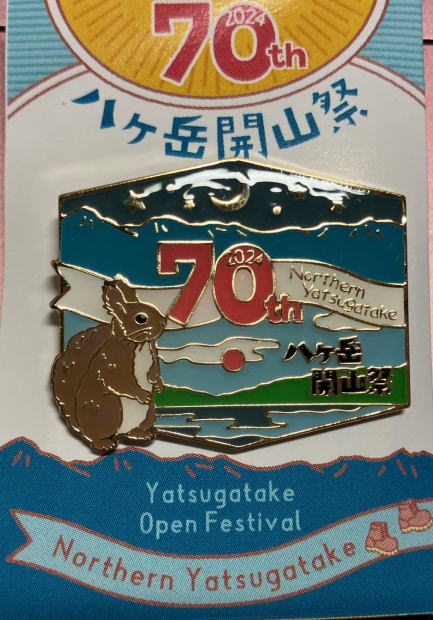 2024
70th
八ヶ岳開山祭
2024
70th
Northern
Yatsugatake
八ヶ岳
開山祭
Yatsugatake
Open Festival
Northern Yatsugatake